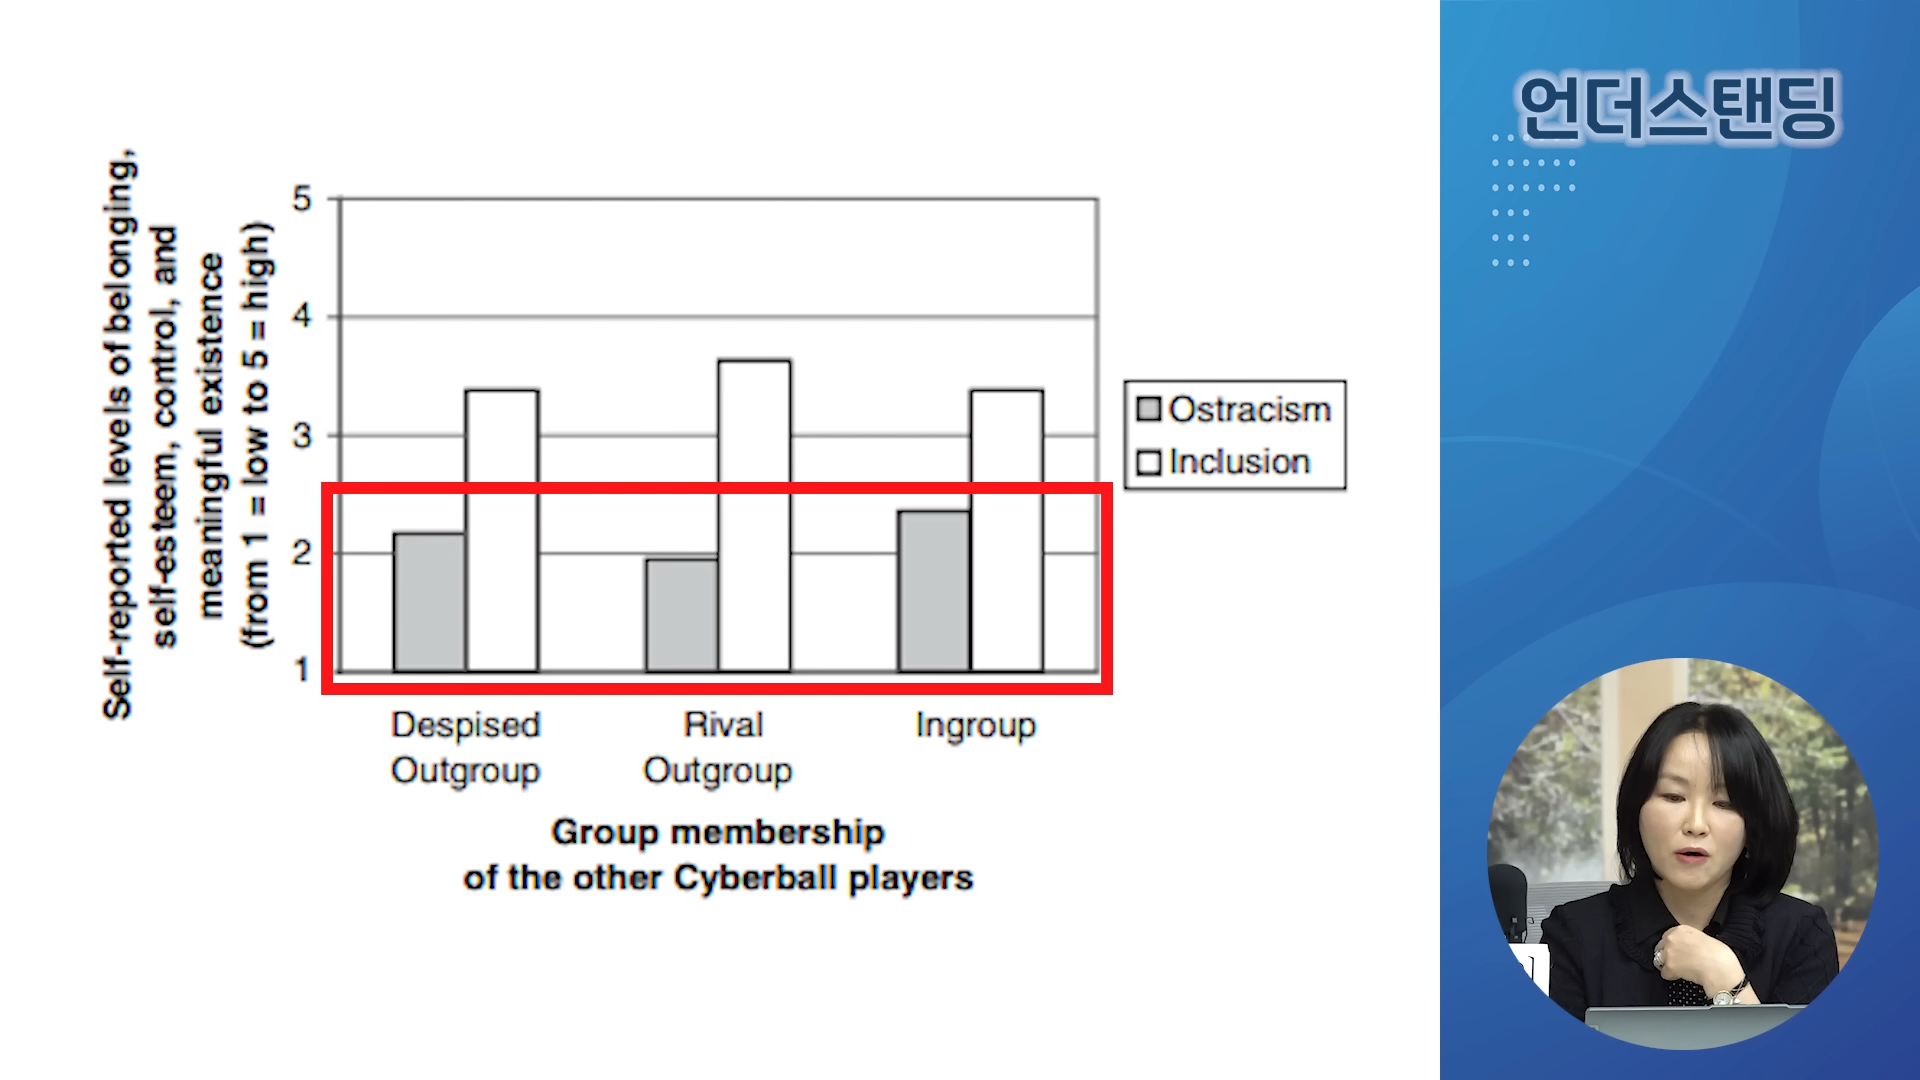 Self-reported levels of belonging,
self-esteem, control, and
meaningful existence
(from 1 = low to 5 = high)
5
4
3
2
1
Despised
Outgroup
Rival
Outgroup
Ingroup
Group membership
of the other Cyberball players
Ostracism
Inclusion
언더스탠딩